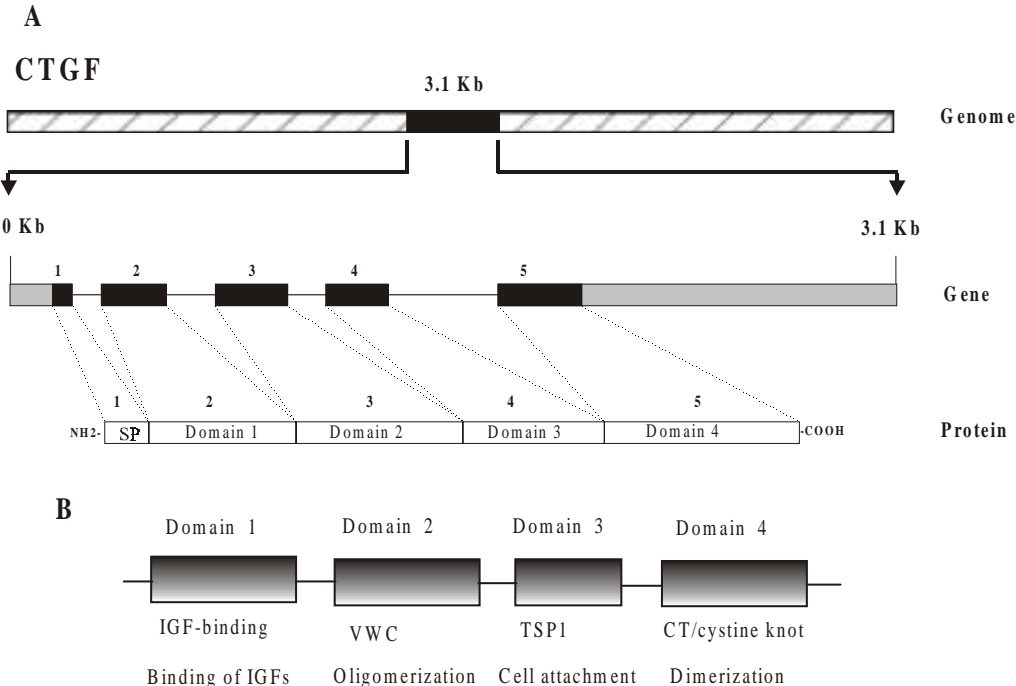 A
CTGF
3.1 Kb
Genome
0 Kb
3.1 Kb
1 2 3 4 5
Gene
1 2 3 4 5
NH2- SP Domain 1 Domain 2 Domain 3 Domain 4 -COOH
Protein
B
Domain 1 Domain 2 Domain 3 Domain 4
IGF-binding VWC TSP1 CT/cystine knot
Binding of IGFs Oligomerization Cell attachment Dimerization